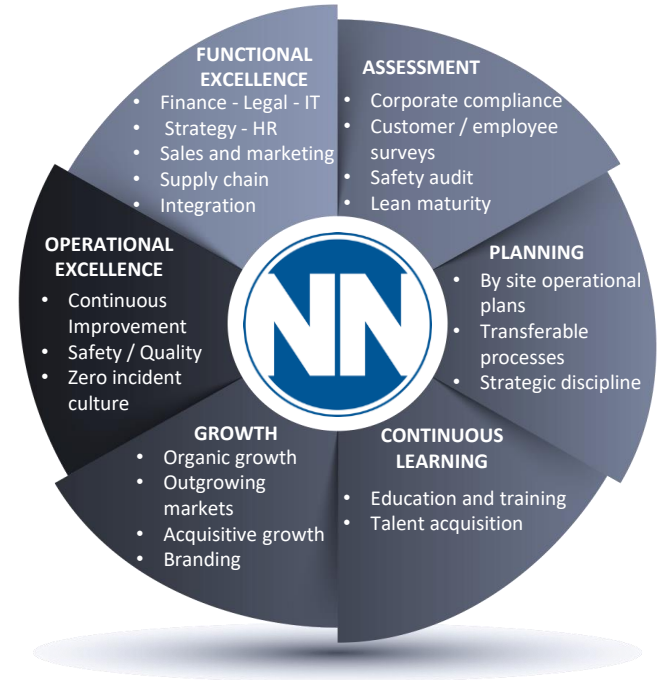 FUNCTIONAL
EXCELLENCE
• Finance - Legal - IT
• Strategy - HR
• Sales and marketing
• Supply chain
• Integration
ASSESSMENT
• Corporate compliance
• Customer / employee
surveys
• Safety audit
• Lean maturity
PLANNING
• By site operational
plans
• Transferable
processes
• Strategic discipline
CONTINUOUS
LEARNING
• Education and training
• Talent acquisition
GROWTH
• Organic growth
• Outgrowing
markets
• Acquisitive growth
• Branding
OPERATIONAL
EXCELLENCE
• Continuous
Improvement
• Safety / Quality
• Zero incident
culture
NN